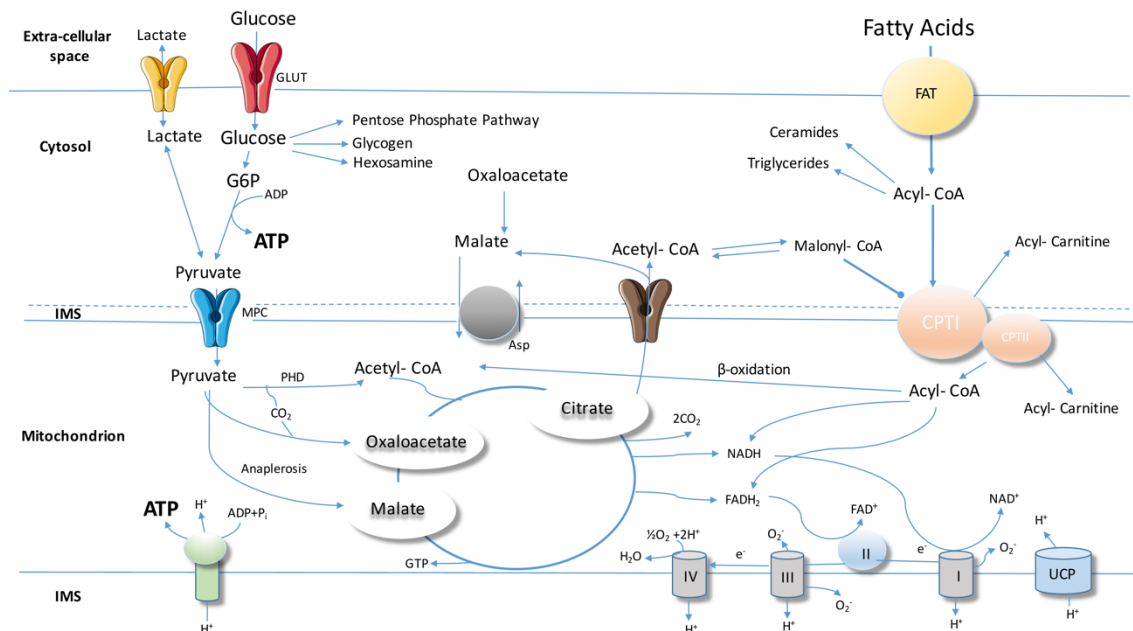 Extra-cellular
space
Lactate
Glucose
GLUT
Fatty Acids
FAT
Cytosol
Lactate
Glucose
Pentose Phosphate Pathway
Glycogen
Hexosamine
G6P
ADP
ATP
Pyruvate
Oxaloacetate
Malate
Acetyl- CoA
Malonyl- CoA
Ceramides
Triglycerides
Acyl- CoA
Acyl- Carnitine
IMS
MPC
Asp
CPTI
CPTII
Mitochondrion
Pyruvate
PHD
CO₂
Acetyl- CoA
β-oxidation
Acyl- CoA
Acyl- Carnitine
Citrate
Oxaloacetate
Anaplerosis
Malate
2CO₂
NADH
FADH₂
GTP
ATP
H⁺
ADP+Pᵢ
H⁺
½O₂ +2H⁺
H₂O
IV
H⁺
e⁻
O₂⁻
III
H⁺
O₂⁻
FAD⁺
II
e⁻
NAD⁺
O₂⁻
I
H⁺
H⁺
UCP
H⁺
IMS